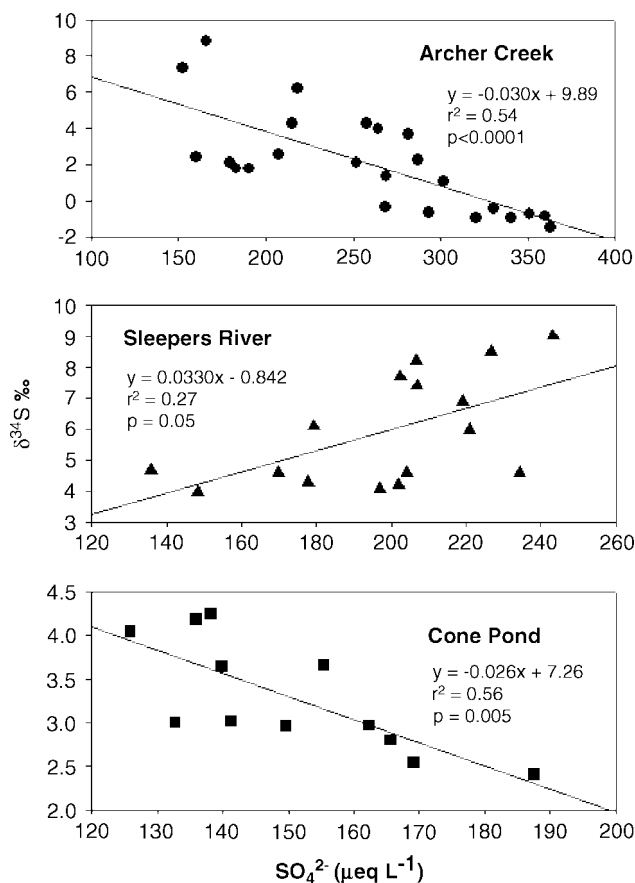 10
8
6
4
2
0
-2
Archer Creek
y = -0.030x + 9.89
r² = 0.54
p<0.0001
100 150 200 250 300 350 400
δ³⁴S ‰
10
9
8
7
6
5
4
3
Sleepers River
y = 0.0330x - 0.842
r² = 0.27
p = 0.05
120 140 160 180 200 220 240 260
4.5
4.0
3.5
3.0
2.5
2.0
Cone Pond
y = -0.026x + 7.26
r² = 0.56
p = 0.005
120 130 140 150 160 170 180 190 200
SO₄²⁻ (µeq L⁻¹)